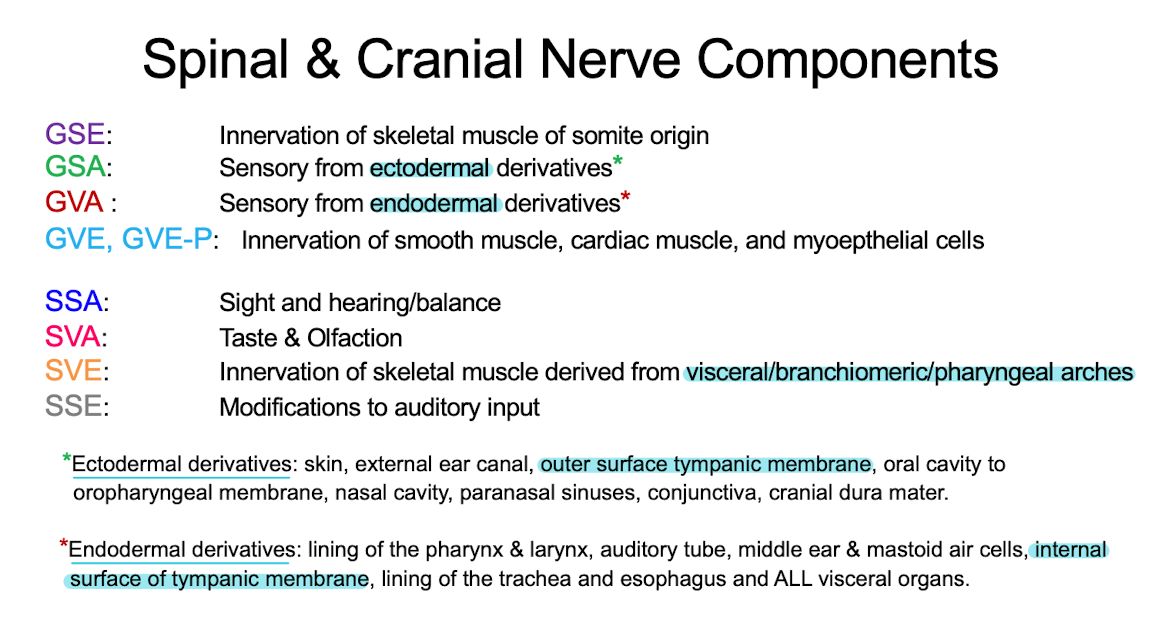 Spinal & Cranial Nerve Components
GSE: Innervation of skeletal muscle of somite origin
GSA: Sensory from ectodermal derivatives*
GVA : Sensory from endodermal derivatives*
GVE, GVE-P: Innervation of smooth muscle, cardiac muscle, and myoepthelial cells
SSA: Sight and hearing/balance
SVA: Taste & Olfaction
SVE: Innervation of skeletal muscle derived from visceral/branchiomeric/pharyngeal arches
SSE: Modifications to auditory input
*Ectodermal derivatives: skin, external ear canal, outer surface tympanic membrane, oral cavity to
oropharyngeal membrane, nasal cavity, paranasal sinuses, conjunctiva, cranial dura mater.
*Endodermal derivatives: lining of the pharynx & larynx, auditory tube, middle ear & mastoid air cells, internal
surface of tympanic membrane, lining of the trachea and esophagus and ALL visceral organs.